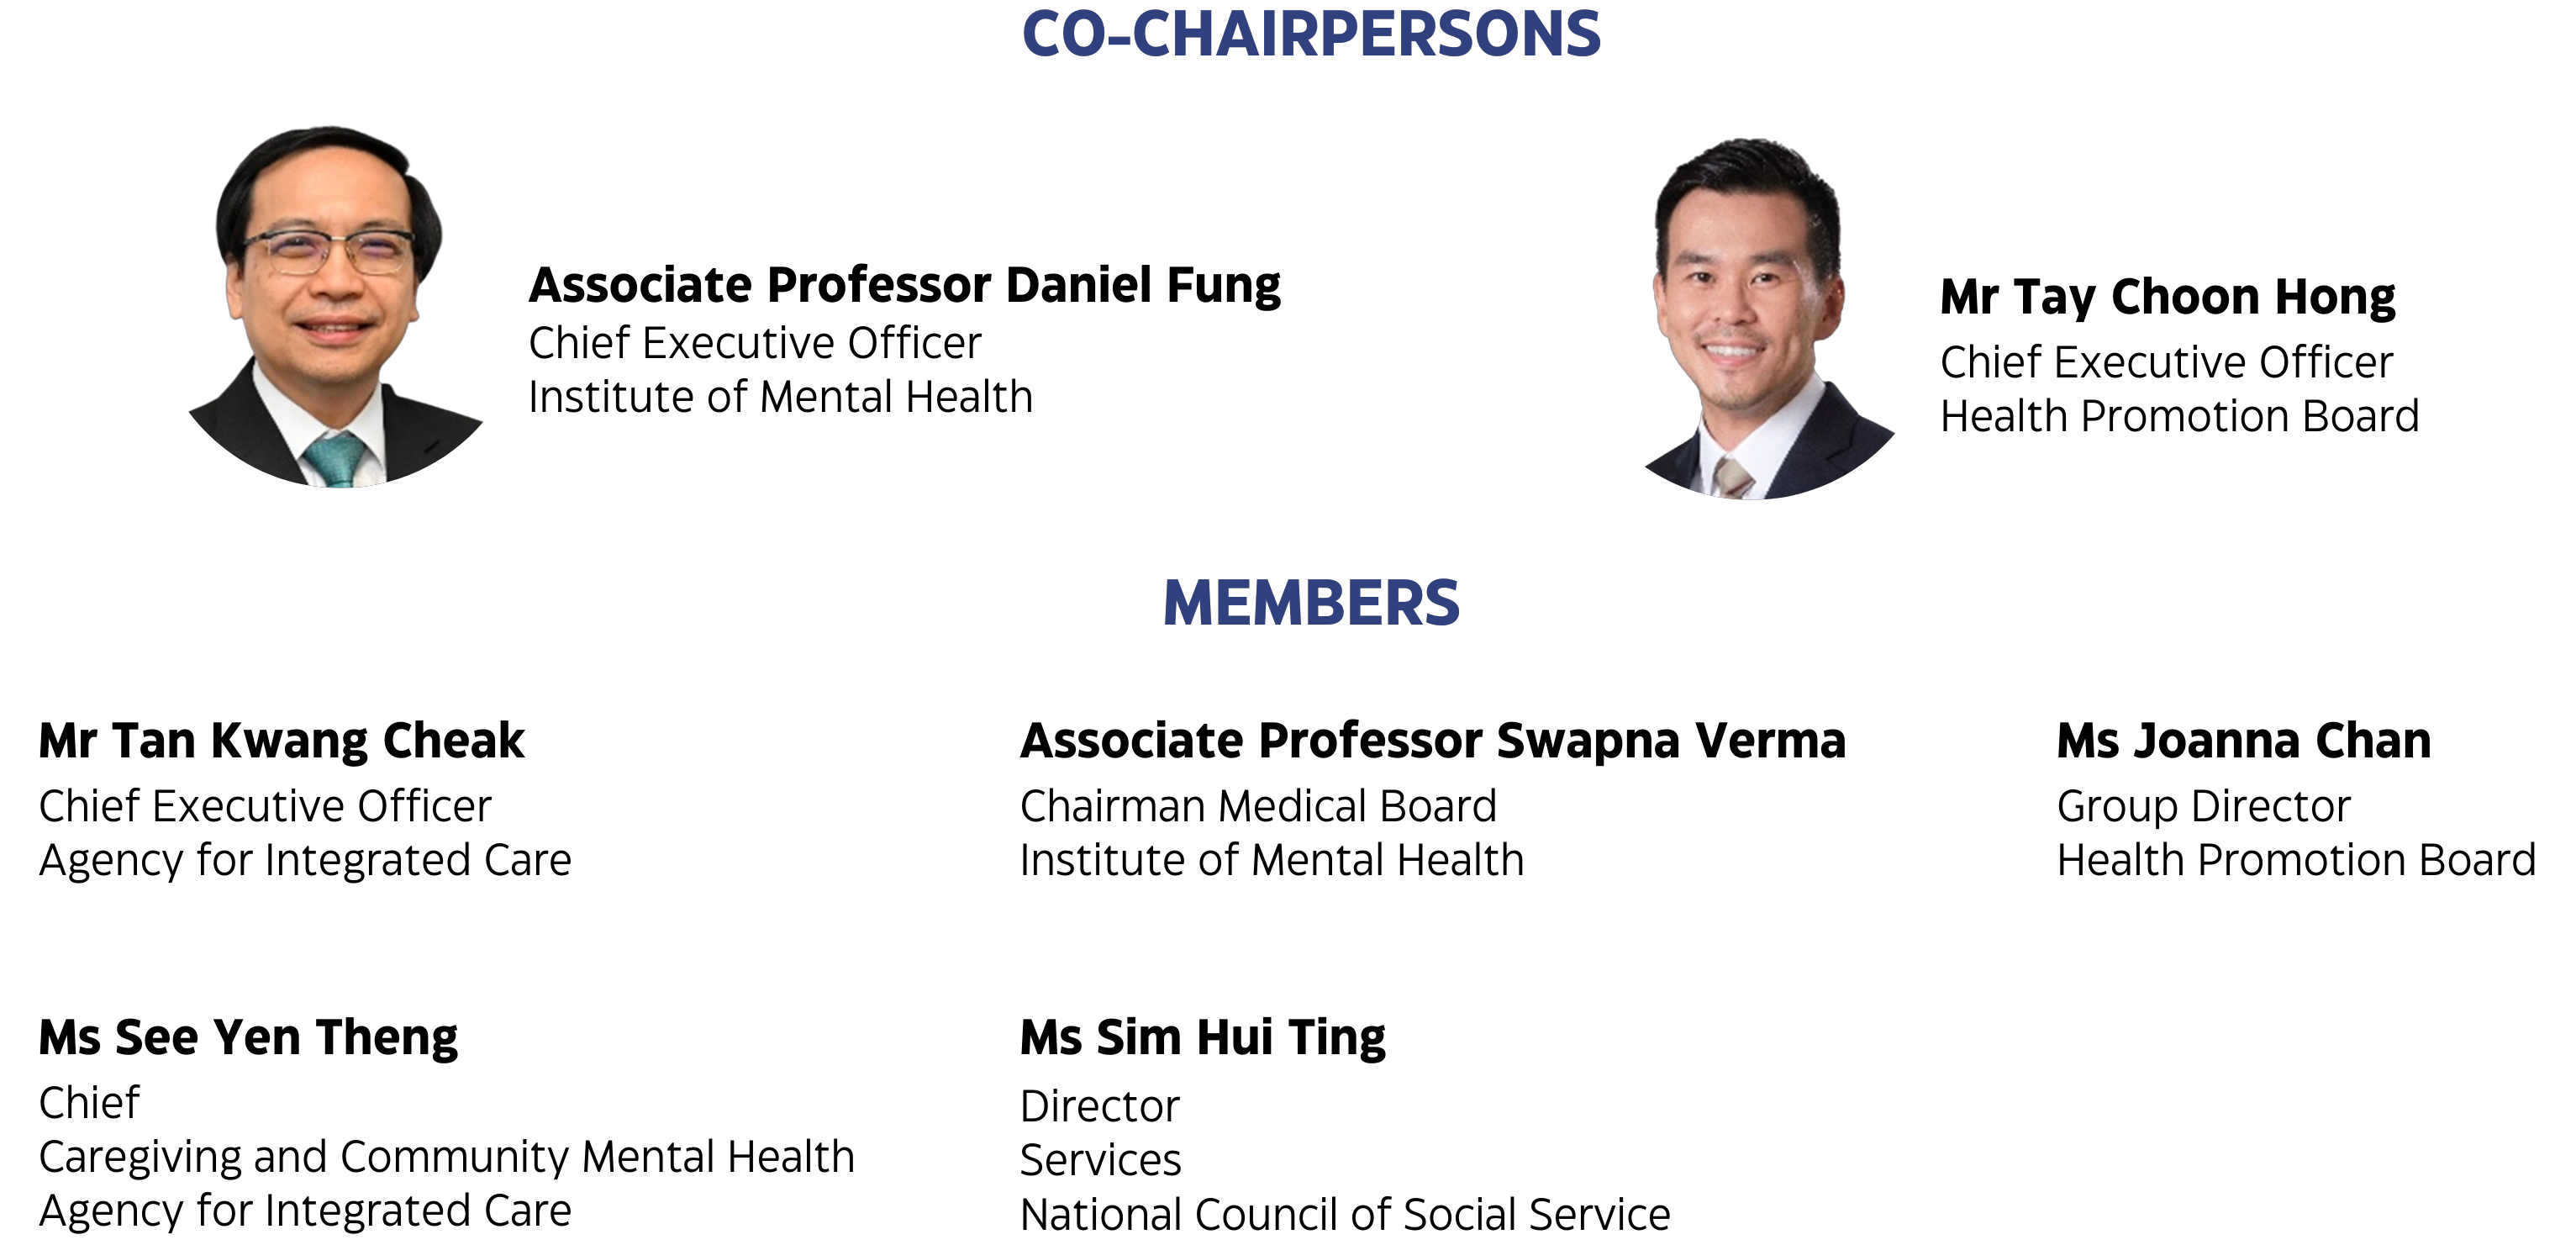 CO-CHAIRPERSONS
Associate Professor Daniel Fung
Chief Executive Officer
Institute of Mental Health
Mr Tay Choon Hong
Chief Executive Officer
Health Promotion Board
MEMBERS
Mr Tan Kwang Cheak
Chief Executive Officer
Agency for Integrated Care
Associate Professor Swapna Verma
Chairman Medical Board
Institute of Mental Health
Ms Joanna Chan
Group Director
Health Promotion Board
Ms See Yen Theng
Chief
Caregiving and Community Mental Health
Agency for Integrated Care
Ms Sim Hui Ting
Director
Services
National Council of Social Service